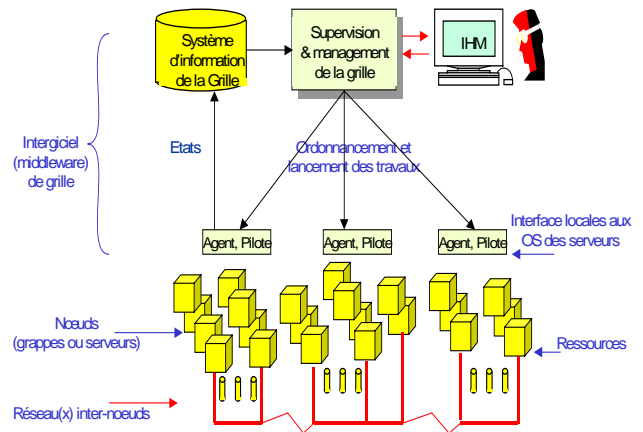 Système
d'information
de la Grille
Supervision
& management
de la grille
IHM
Intergiciel
(middleware)
de grille
Etats
Ordonnancement et
lancement des travaux
Interface locales aux
OS des serveurs
Agent, Pilote
Agent, Pilote
Agent, Pilote
Nœuds
(grappes ou serveurs)
Ressources
Réseau(x) inter-noeuds